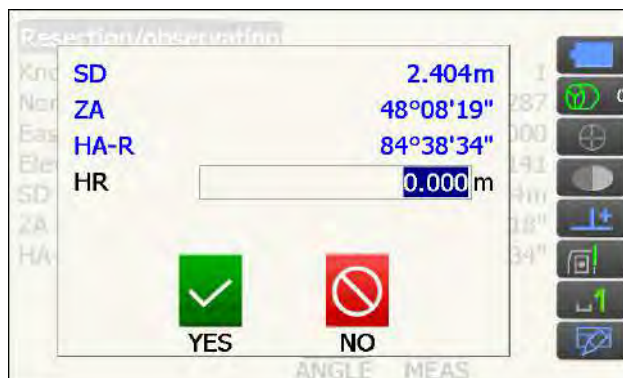 Resection/observation
SD 2.404m
ZA 48°08'19"
HA-R 84°38'34"
HR 0.000 m
YES NO
ANGLE MEAS